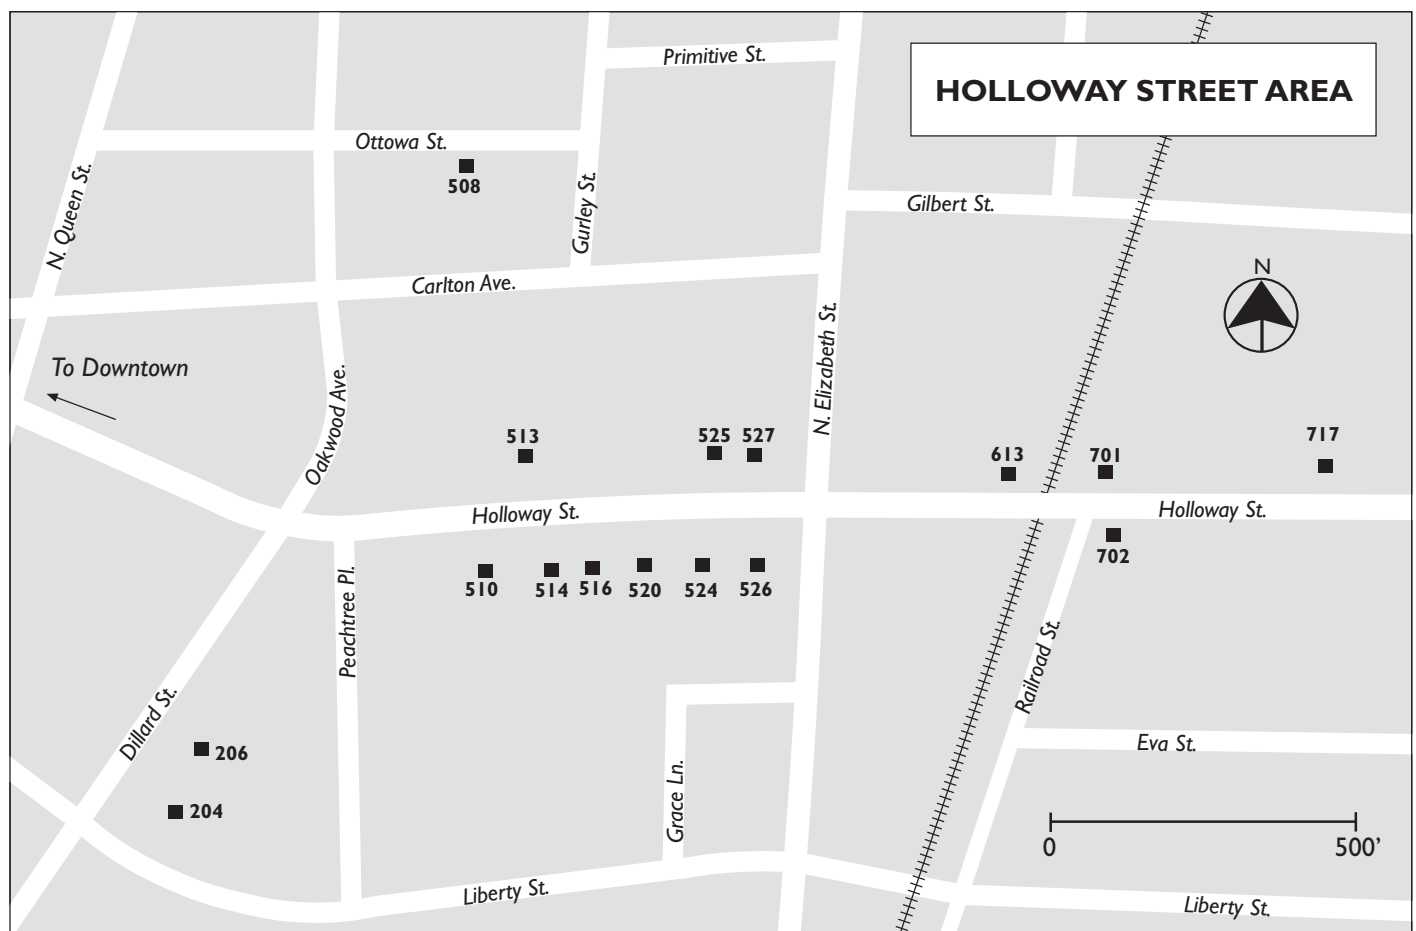 Primitive St.
HOLLOWAY STREET AREA
Ottowa St.
508
N. Queen St.
Gurley St.
Gilbert St.
N
Carlton Ave.
To Downtown
Oakwood Ave.
N. Elizabeth St.
513
525
527
613
701
717
Holloway St.
Holloway St.
702
510
514
516
520
524
526
Peachtree Pl.
Railroad St.
Dillard St.
206
204
Eva St.
Grace Ln.
0
500’
Liberty St.
Liberty St.